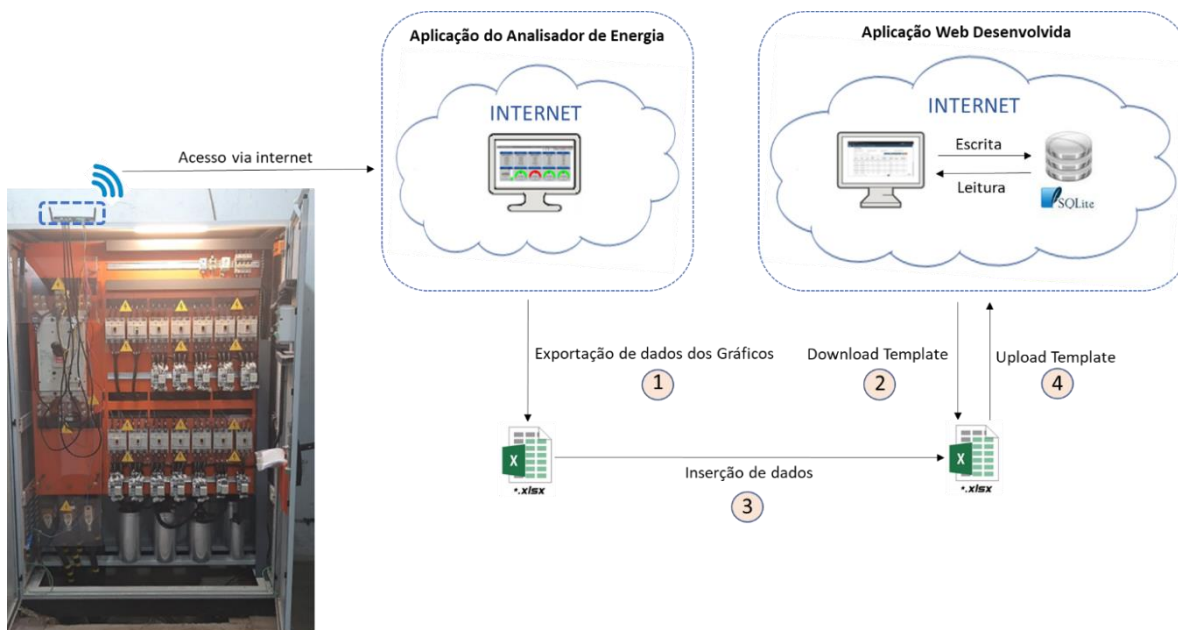 Aplicação do Analisador de Energia
INTERNET
Acesso via internet
Aplicação Web Desenvolvida
INTERNET
Escrita
Leitura
SQLite
Exportação de dados dos Gráficos
1
Download Template
2
Upload Template
4
X
*.xlsx
Inserção de dados
3
X
*.xlsx